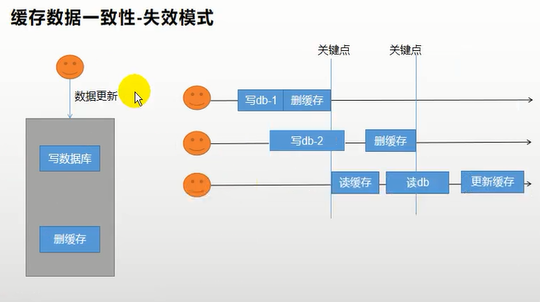 缓存数据一致性-失效模式
数据更新
写数据库
删缓存
关键点 关键点
写db-1 删缓存
写db-2 删缓存
读缓存 读db 更新缓存